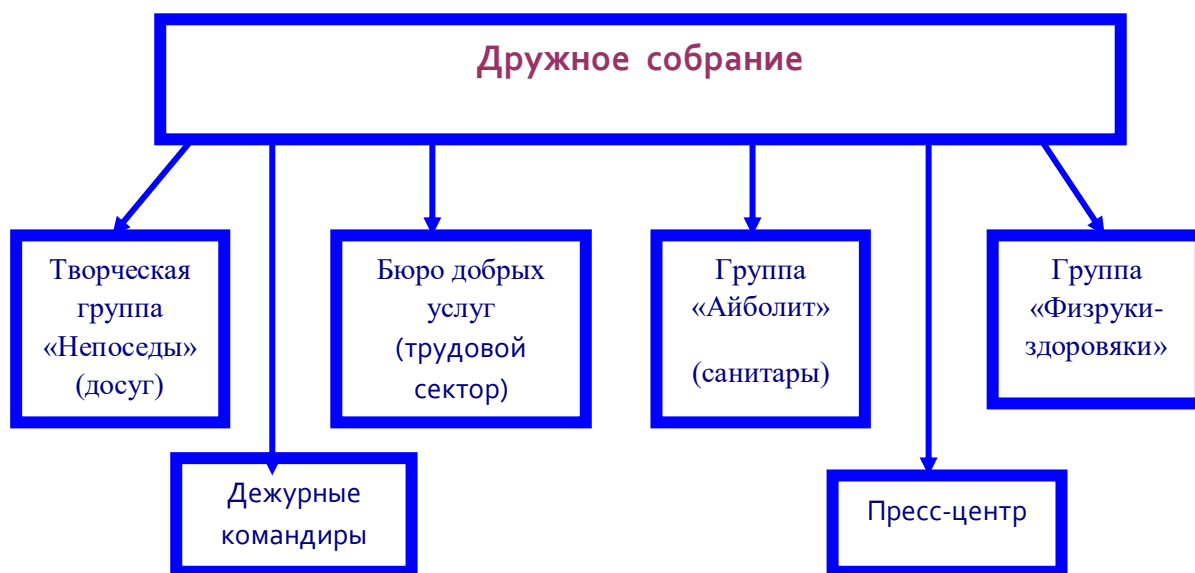 Дружное собрание
Творческая
группа
«Непоседы»
(досуг)
Бюро добрых
услуг
(трудовой
сектор)
Группа
«Айболит»
(санитары)
Группа
«Физруки-
здоровяки»
Дежурные
командиры
Пресс-центр